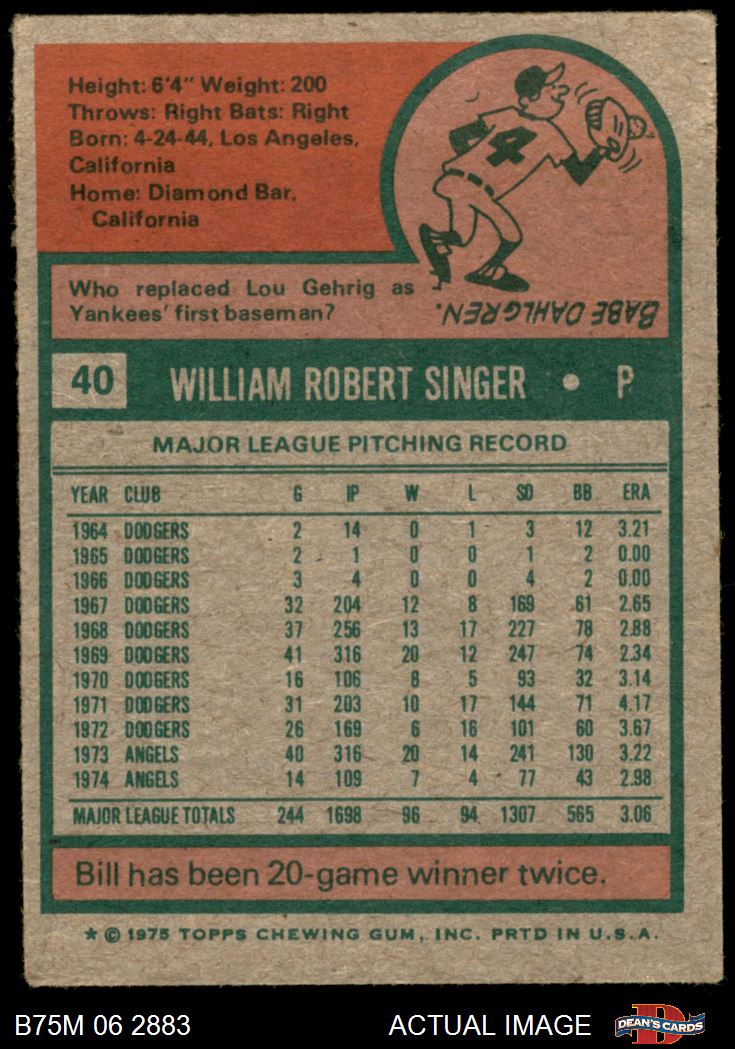 Height: 6'4" Weight: 200
Throws: Right Bats: Right
Born: 4-24-44, Los Angeles,
California
Home: Diamond Bar,
California
4
Who replaced Lou Gehrig as
Yankees' first baseman?
BABE DAHLGREN.
40 WILLIAM ROBERT SINGER • P.
MAJOR LEAGUE PITCHING RECORD
YEAR CLUB G IP W L SO BB ERA
1964 DODGERS 2 14 0 1 3 12 3.21
1965 DODGERS 2 1 0 0 1 2 0.00
1966 DODGERS 3 4 0 0 4 2 0.00
1967 DODGERS 32 204 12 8 169 61 2.65
1968 DODGERS 37 256 13 17 227 78 2.88
1969 DODGERS 41 316 20 12 247 74 2.34
1970 DODGERS 16 106 8 5 93 32 3.14
1971 DODGERS 31 203 10 17 144 71 4.17
1972 DODGERS 26 169 6 16 101 60 3.67
1973 ANGELS 40 316 20 14 241 130 3.22
1974 ANGELS 14 109 7 4 77 43 2.98
MAJOR LEAGUE TOTALS 244 1698 96 94 1307 565 3.06
Bill has been 20-game winner twice.
* © 1975 TOPPS CHEWING GUM, INC. PRTD IN U.S.A.
B75M 06 2883 ACTUAL IMAGE DEAN'S CARDS